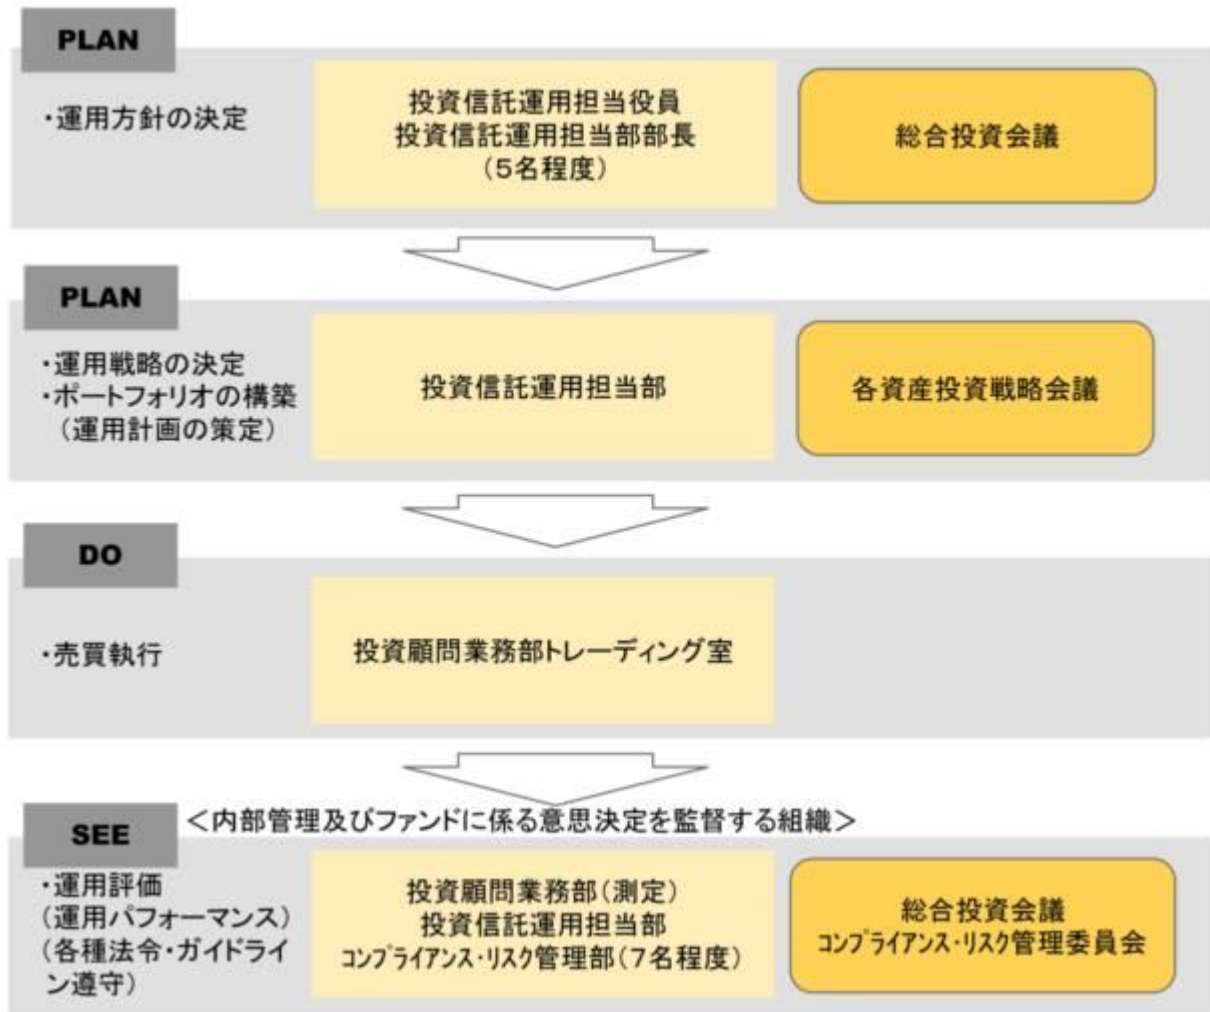 PLAN
・運用方針の決定
投資信託運用担当役員
投資信託運用担当部部長
(5名程度)
総合投資会議
PLAN
・運用戦略の決定
・ポートフォリオの構築
(運用計画の策定)
投資信託運用担当部
各資産投資戦略会議
DO
・売買執行
投資顧問業務部トレーディング室
SEE
<内部管理及びファンドに係る意思決定を監督する組織>
・運用評価
(運用パフォーマンス)
(各種法令・ガイドライ
ン遵守)
投資顧問業務部(測定)
投資信託運用担当部
コンプライアンス・リスク管理部(7名程度)
総合投資会議
コンプライアンス・リスク管理委員会